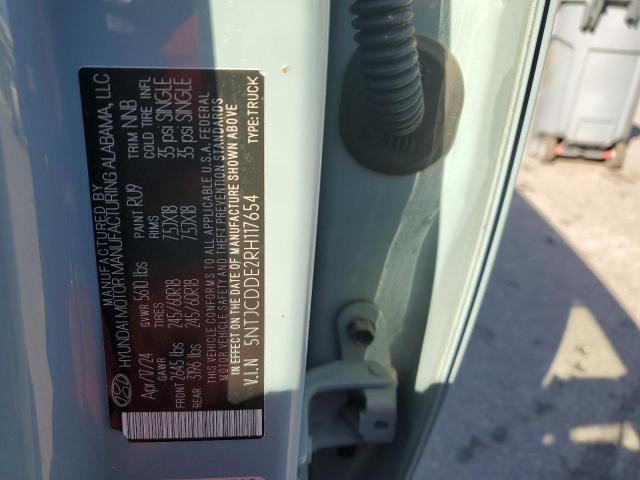 MANUFACTURED BY
HYUNDAI MOTOR MANUFACTURING ALABAMA, LLC
Apr/17/24 GVWR 5610 lbs PAINT RU9 TRIM NNB
GAWR TIRES RIMS COLD TIRE INFL
FRONT 2645 lbs 245/60R18 7.5JX18 35 psi SINGLE
REAR 3396 lbs 245/60R18 7.5JX18 35 psi SINGLE
THIS VEHICLE CONFORMS TO ALL APPLICABLE U.S.A. FEDERAL
MOTOR VEHICLE SAFETY AND THEFT PREVENTION STANDARDS
IN EFFECT ON THE DATE OF MANUFACTURE SHOWN ABOVE
V.I.N 5NTJCDDE2RH117654 TYPE:TRUCK